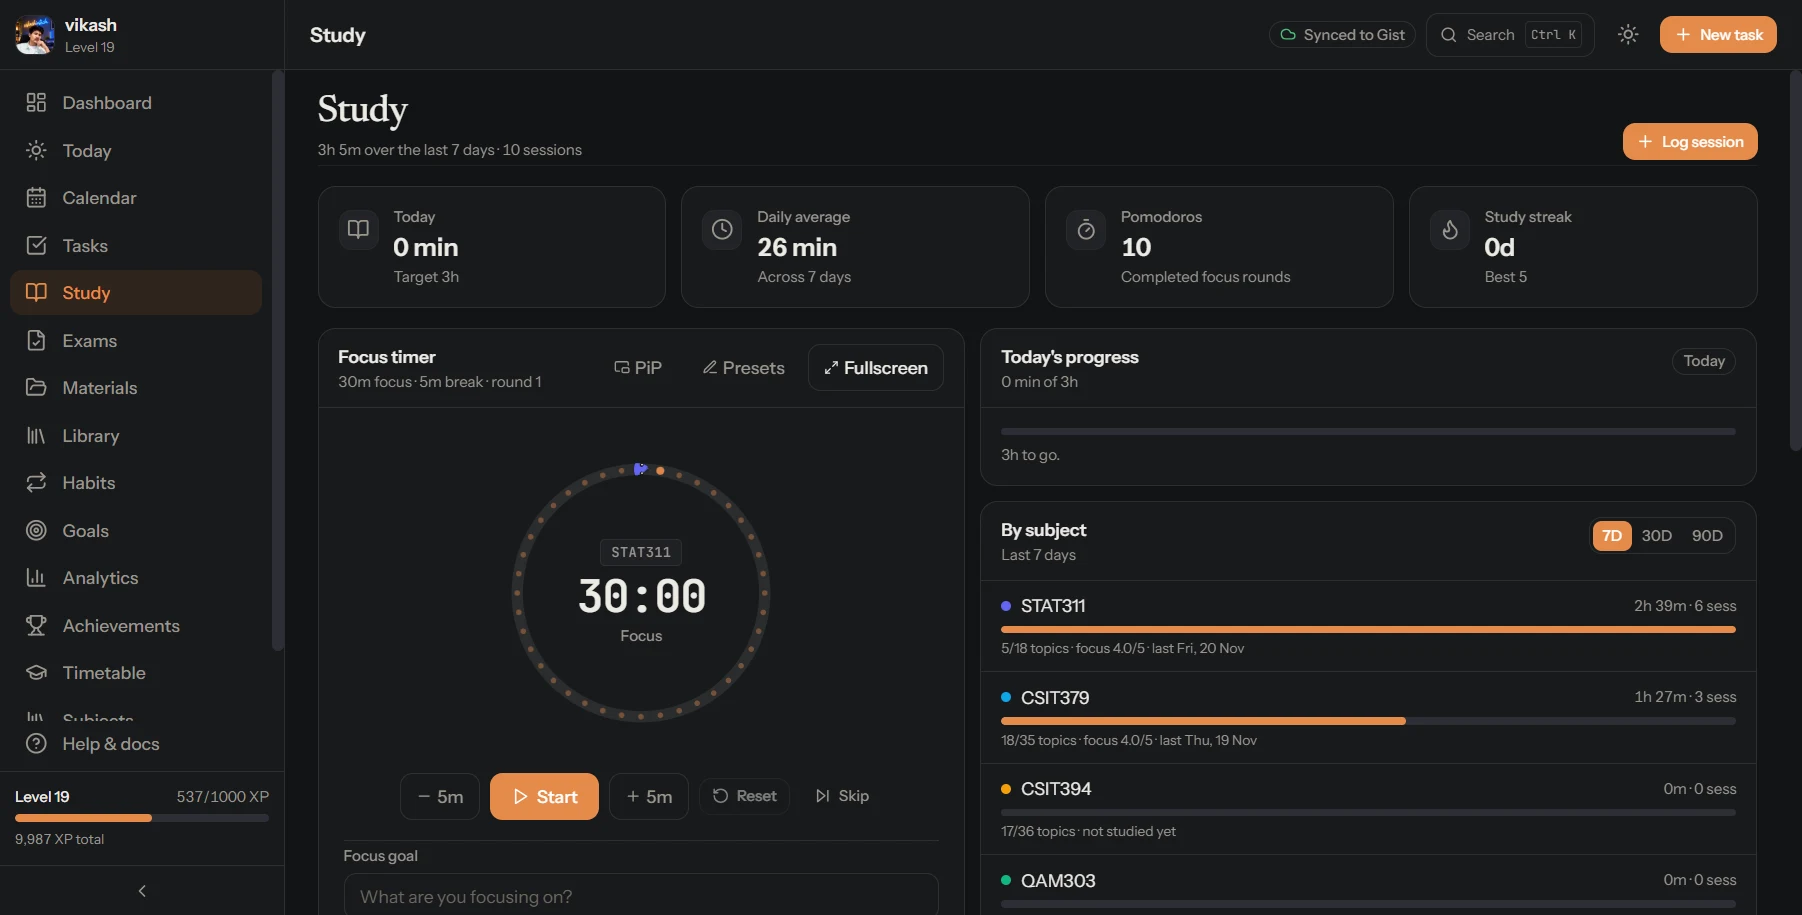 vikash
Level 19
Dashboard
Today
Calendar
Tasks
Study
Exams
Materials
Library
Habits
Goals
Analytics
Achievements
Timetable
Subjects
Help & docs
Level 19
537/1000 XP
9,987 XP total
Study
Synced to Gist
Search Ctrl K
New task
Study
3h 5m over the last 7 days · 10 sessions
Log session
Today
0 min
Target 3h
Daily average
26 min
Across 7 days
Pomodoros
10
Completed focus rounds
Study streak
0d
Best 5
Focus timer
30m focus · 5m break · round 1
PiP
Presets
Fullscreen
STAT311
30:00
Focus
− 5m
Start
+ 5m
Reset
Skip
Focus goal
What are you focusing on?
Today's progress
0 min of 3h
Today
3h to go.
By subject
Last 7 days
7D 30D 90D
STAT311
2h 39m · 6 sess
5/18 topics · focus 4.0/5 · last Fri, 20 Nov
CSIT379
1h 27m · 3 sess
18/35 topics · focus 4.0/5 · last Thu, 19 Nov
CSIT394
0m · 0 sess
17/36 topics · not studied yet
QAM303
0m · 0 sess